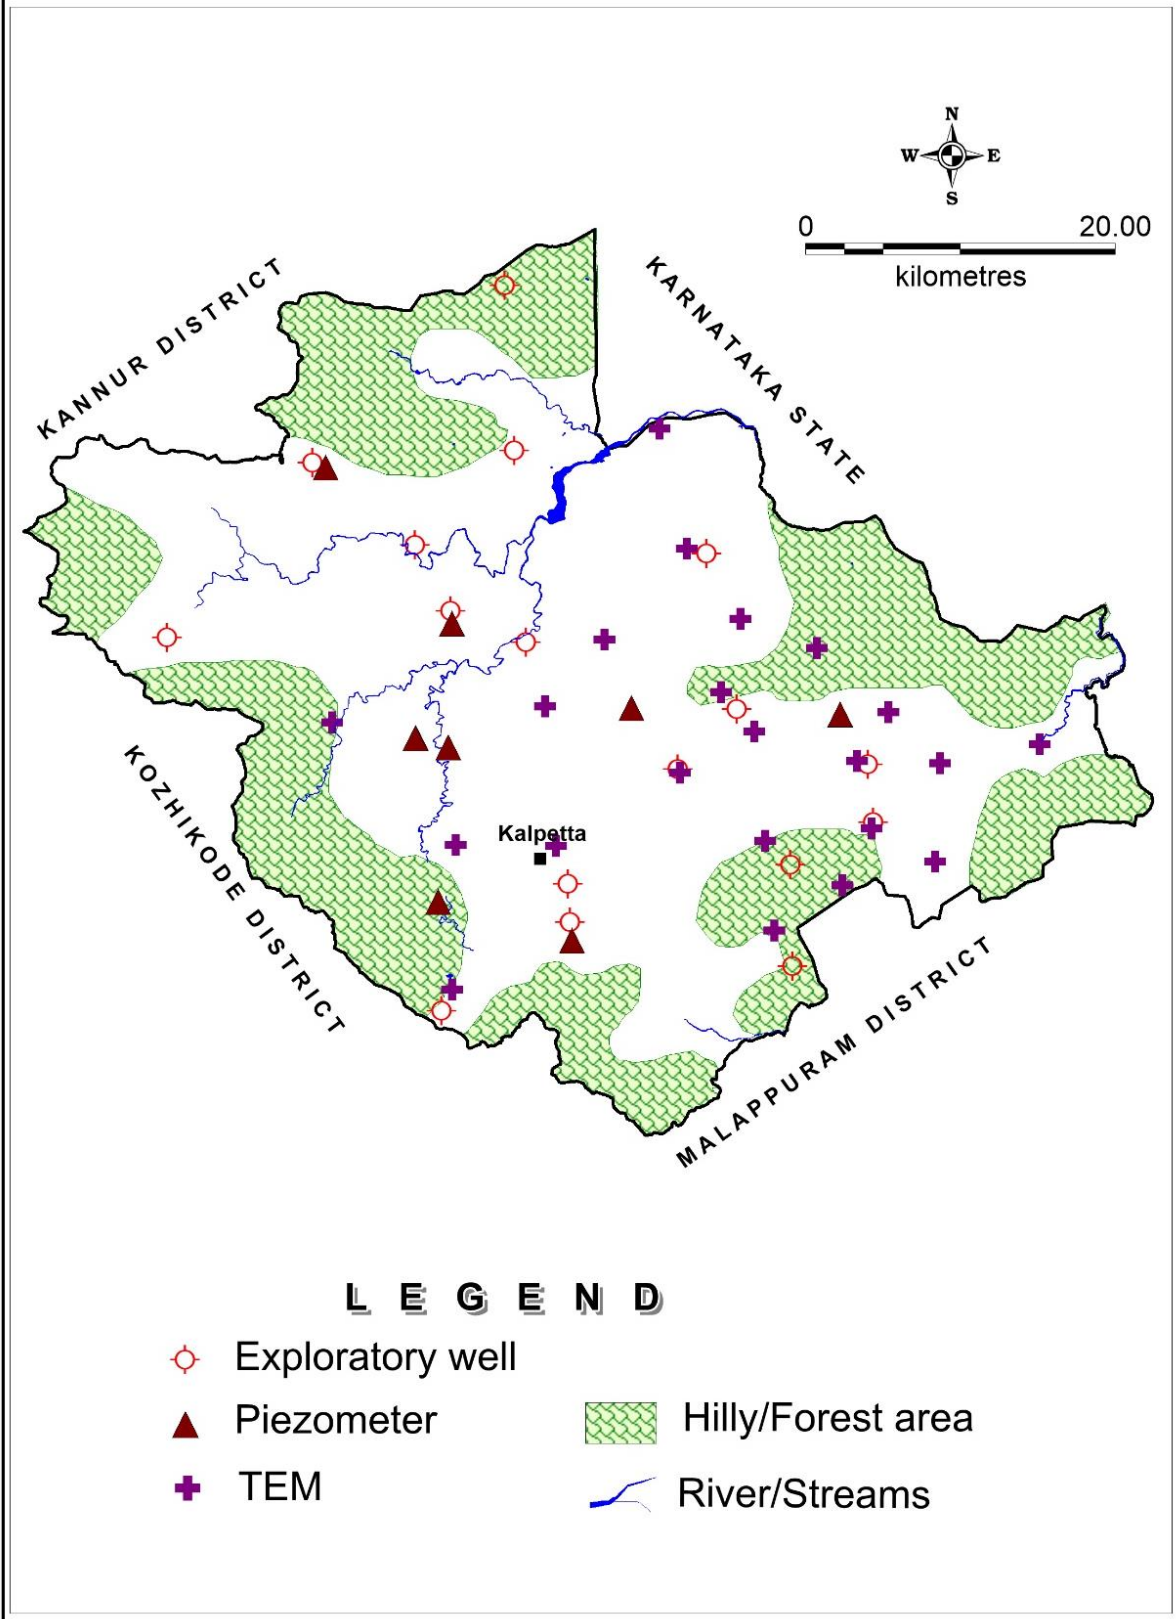 N
W E
S
0 20.00
kilometres
KANNUR DISTRICT
KARNATAKA STATE
KOZHIKODE DISTRICT
Kalpetta
MALAPPURAM DISTRICT
LEGEND
Exploratory well
Piezometer
Hilly/Forest area
TEM
River/Streams